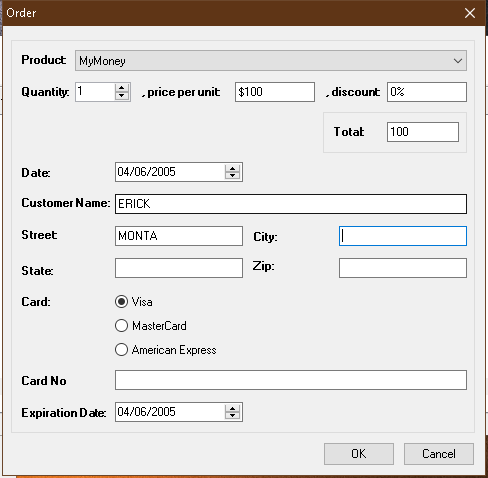 Order
Product: MyMoney
Quantity: 1 , price per unit: $100 , discount: 0%
Total: 100
Date: 04/06/2005
Customer Name: ERICK
Street: MONTA City:
State: Zip:
Card: Visa
MasterCard
American Express
Card No
Expiration Date: 04/06/2005
OK Cancel